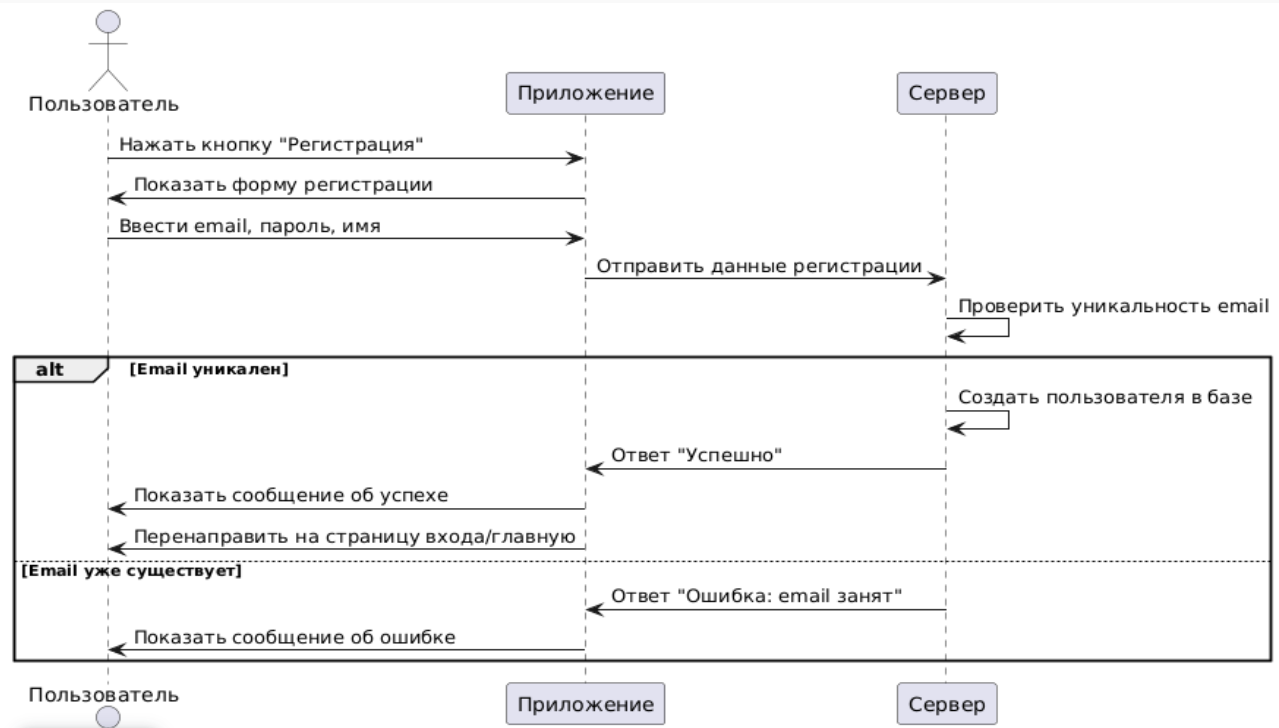 Пользователь
Приложение
Сервер
Нажать кнопку "Регистрация"
Показать форму регистрации
Ввести email, пароль, имя
Отправить данные регистрации
Проверить уникальность email
alt
[Email уникален]
Создать пользователя в базе
Ответ "Успешно"
Показать сообщение об успехе
Перенаправить на страницу входа/главную
[Email уже существует]
Ответ "Ошибка: email занят"
Показать сообщение об ошибке
Пользователь
Приложение
Сервер